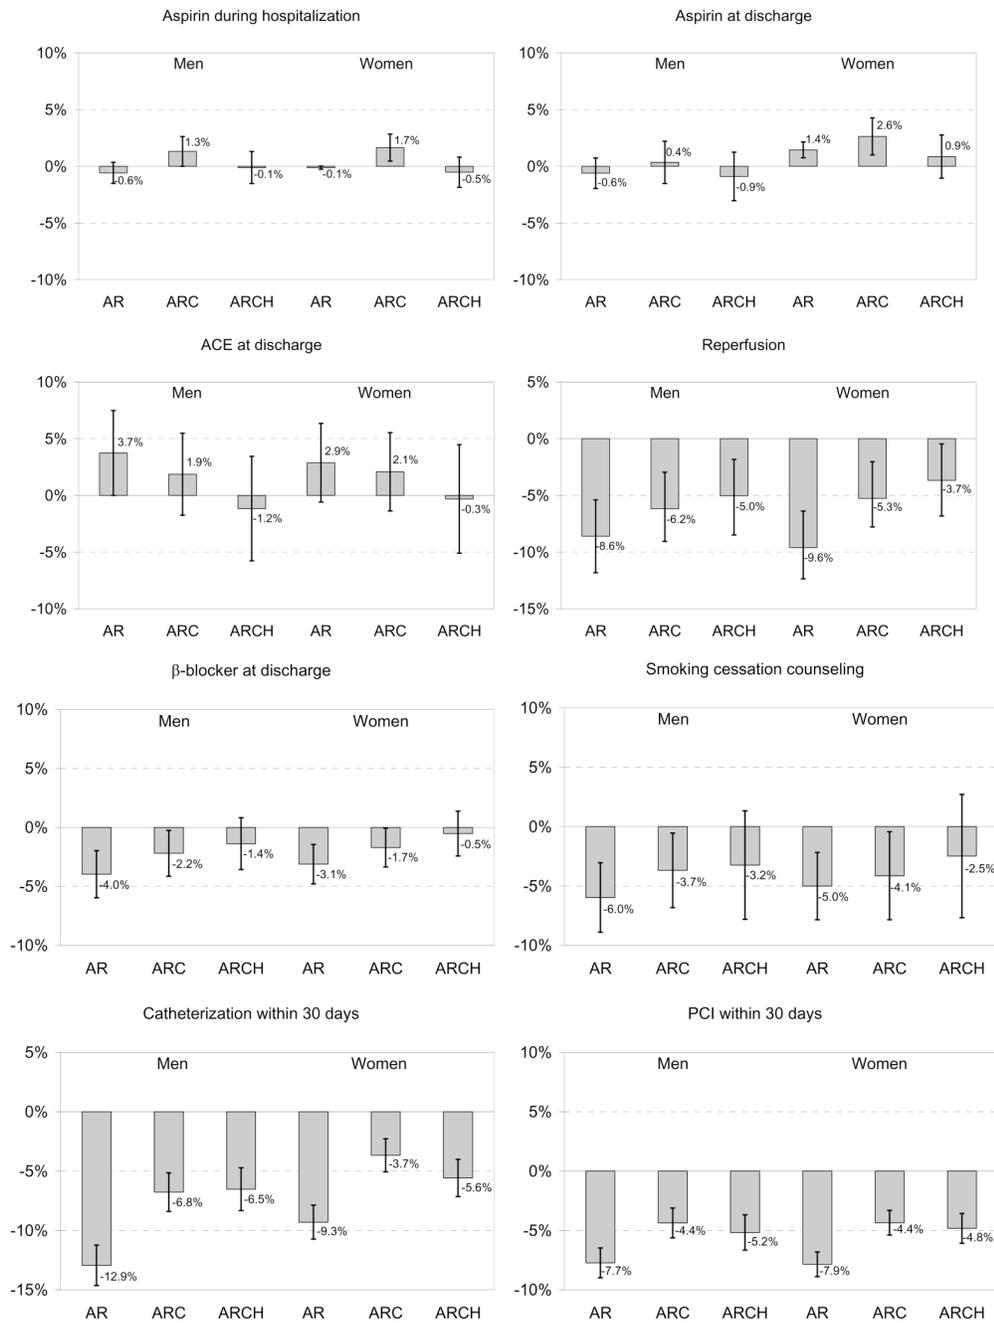 Aspirin during hospitalization
10%
Men
Women
5%
1.3%
1.7%
0%
-0.6%
-0.1%
-0.1%
-0.5%
-5%
-10%
AR ARC ARCH AR ARC ARCH
Aspirin at discharge
10%
Men
Women
5%
0.4%
1.4%
2.6%
0.9%
0%
-0.6%
-0.9%
-5%
-10%
AR ARC ARCH AR ARC ARCH
ACE at discharge
10%
Men
Women
5%
3.7%
1.9%
2.9%
2.1%
0%
-1.2%
-0.3%
-5%
-10%
AR ARC ARCH AR ARC ARCH
Reperfusion
5%
Men
Women
0%
-5%
-8.6%
-6.2%
-5.0%
-9.6%
-5.3%
-3.7%
-10%
-15%
AR ARC ARCH AR ARC ARCH
β-blocker at discharge
10%
Men
Women
5%
0%
-4.0%
-2.2%
-1.4%
-3.1%
-1.7%
-0.5%
-5%
-10%
AR ARC ARCH AR ARC ARCH
Smoking cessation counseling
10%
Men
Women
5%
0%
-6.0%
-3.7%
-3.2%
-5.0%
-4.1%
-2.5%
-5%
-10%
AR ARC ARCH AR ARC ARCH
Catheterization within 30 days
5%
Men
Women
0%
-5%
-12.9%
-6.8%
-6.5%
-9.3%
-3.7%
-5.6%
-10%
-15%
AR ARC ARCH AR ARC ARCH
PCI within 30 days
10%
Men
Women
5%
0%
-5%
-7.7%
-4.4%
-5.2%
-7.9%
-4.4%
-4.8%
-10%
AR ARC ARCH AR ARC ARCH